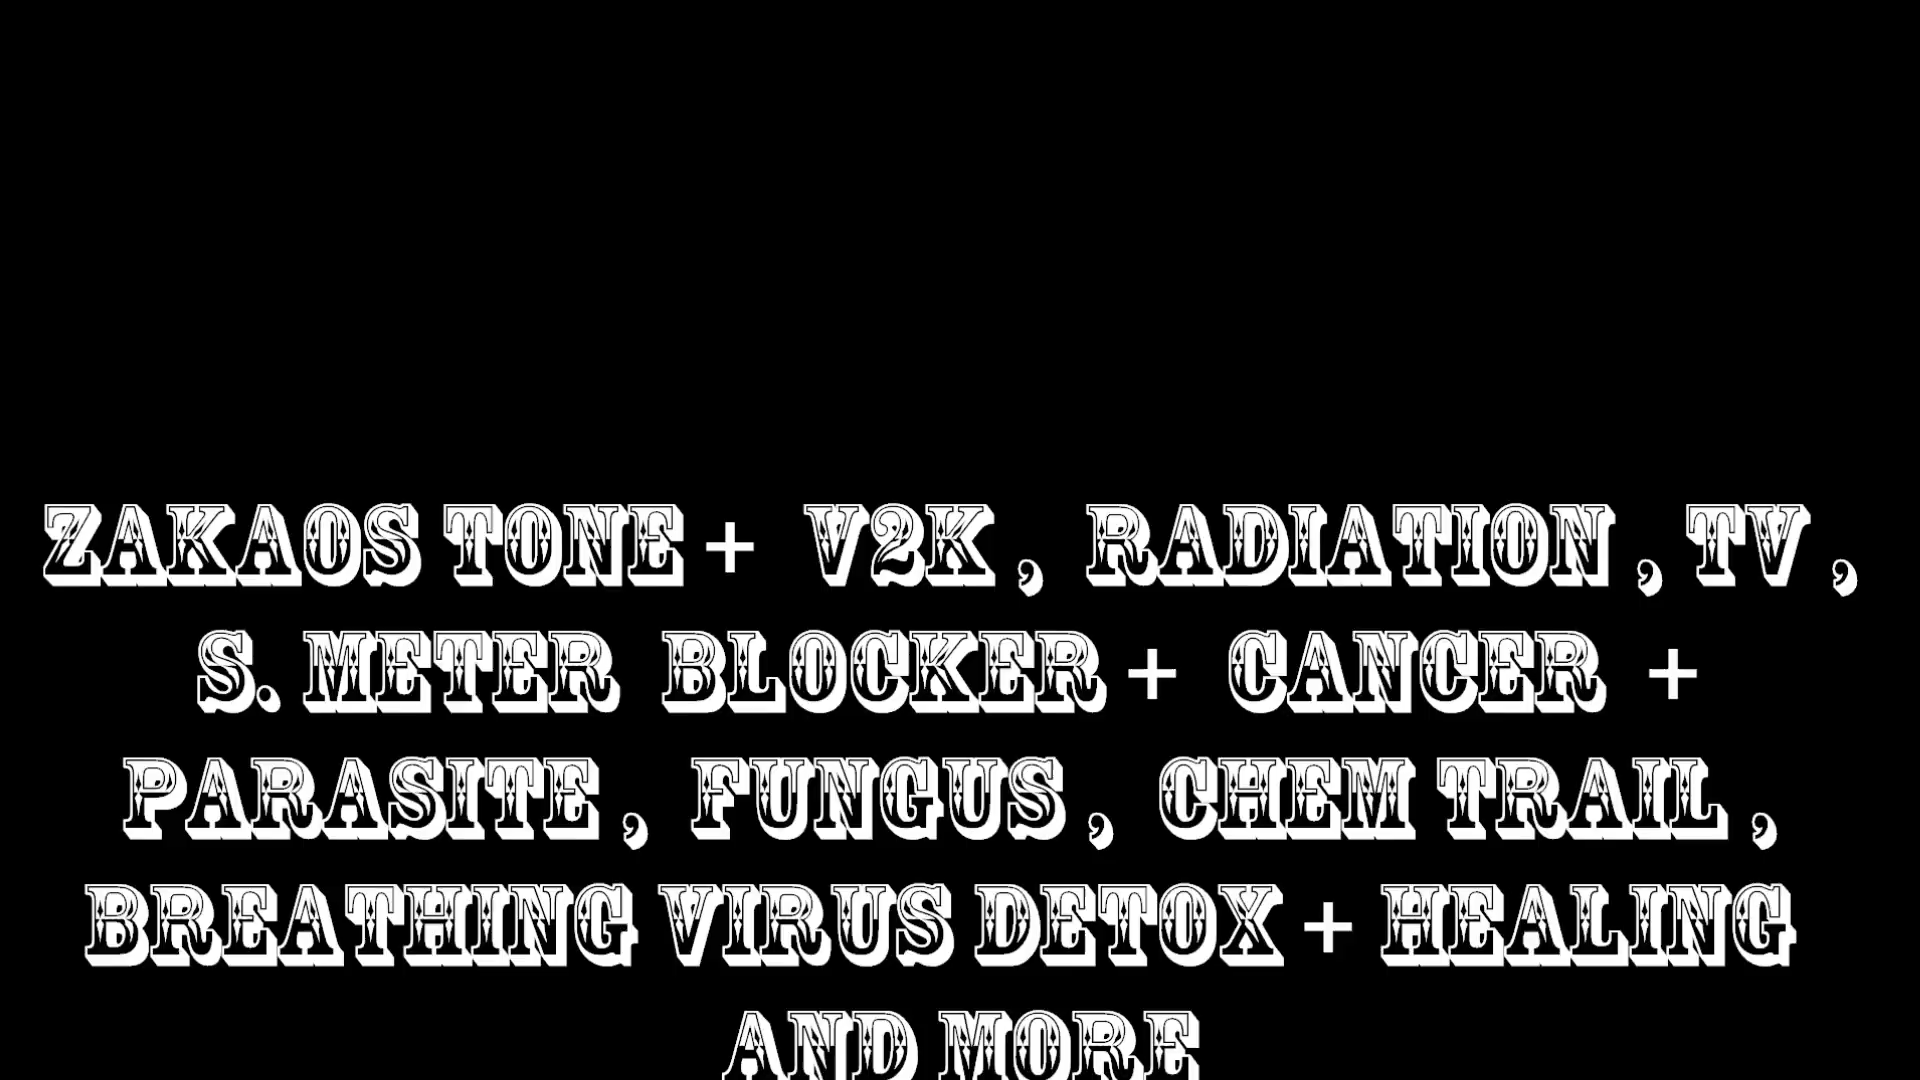 ZAKAOS TONE + V2K , RADIATION , TV ,
S. METER BLOCKER + CANCER +
PARASITE , FUNGUS , CHEM TRAIL ,
BREATHING VIRUS DETOX + HEALING
AND MORE